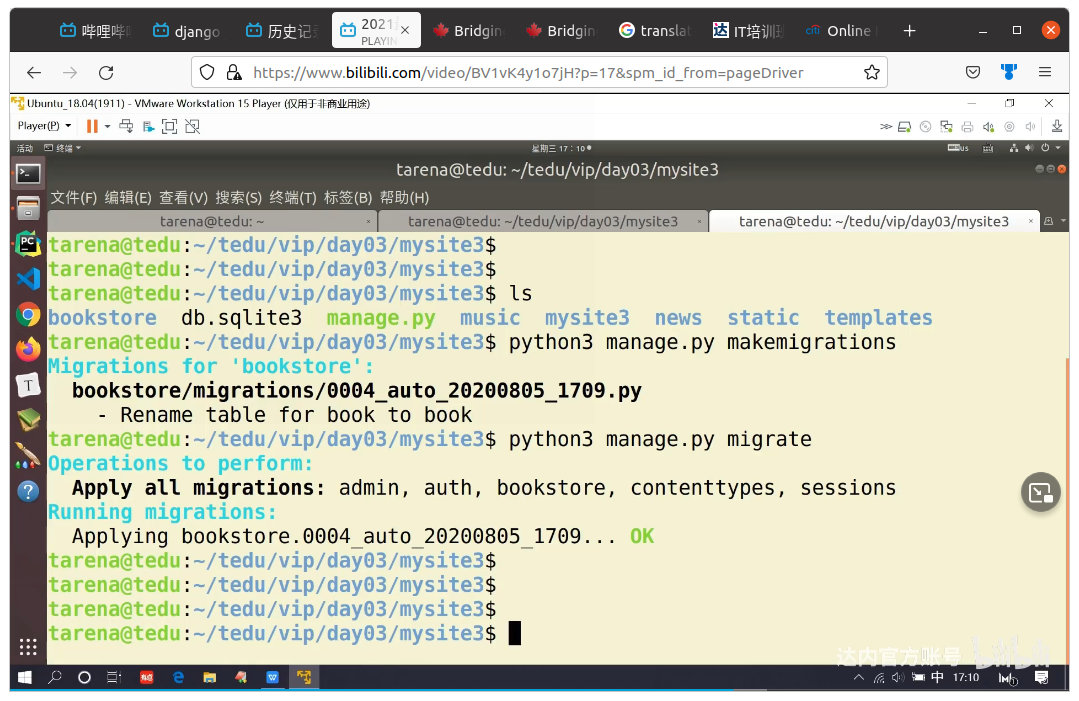 哔哩哔
django
历史记
2021
PLAYIN
Bridgin
Bridgin
translat
IT培训
Online
https://www.bilibili.com/video/BV1vK4y1o7jH?p=17&spm_id_from=pageDriver
Ubuntu_18.04(1911) - VMware Workstation 15 Player (仅用于非商业用途)
Player(P)
活动 终端 星期三 17:10
tarena@tedu: ~/tedu/vip/day03/mysite3
文件(F) 编辑(E) 查看(V) 搜索(S) 终端(T) 标签(B) 帮助(H)
tarena@tedu: ~ tarena@tedu: ~/tedu/vip/day03/mysite3 tarena@tedu: ~/tedu/vip/day03/mysite3
tarena@tedu:~/tedu/vip/day03/mysite3$
tarena@tedu:~/tedu/vip/day03/mysite3$
tarena@tedu:~/tedu/vip/day03/mysite3$ ls
bookstore db.sqlite3 manage.py music mysite3 news static templates
tarena@tedu:~/tedu/vip/day03/mysite3$ python3 manage.py makemigrations
Migrations for 'bookstore':
bookstore/migrations/0004_auto_20200805_1709.py
- Rename table for book to book
tarena@tedu:~/tedu/vip/day03/mysite3$ python3 manage.py migrate
Operations to perform:
Apply all migrations: admin, auth, bookstore, contenttypes, sessions
Running migrations:
Applying bookstore.0004_auto_20200805_1709... OK
tarena@tedu:~/tedu/vip/day03/mysite3$
tarena@tedu:~/tedu/vip/day03/mysite3$
tarena@tedu:~/tedu/vip/day03/mysite3$
tarena@tedu:~/tedu/vip/day03/mysite3$
达内官方账号
中 17:10